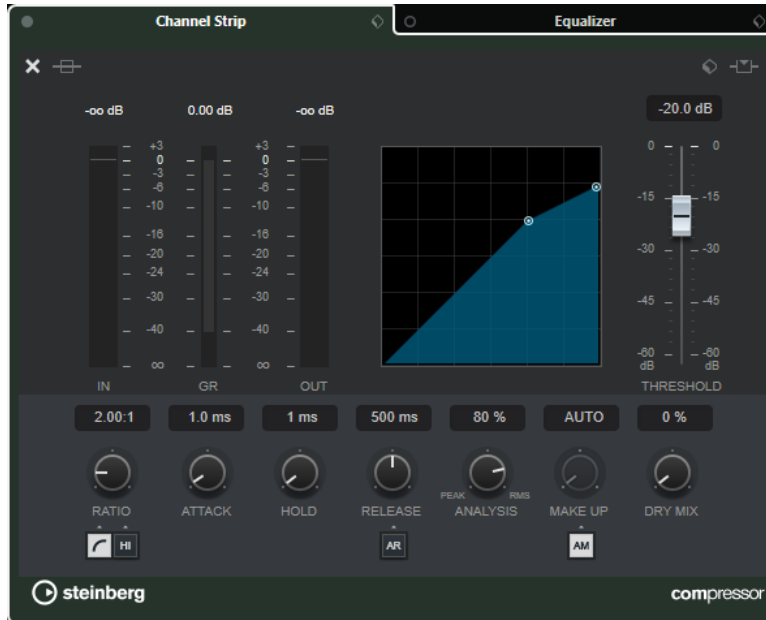 Channel Strip
Equalizer
-oo dB
0.00 dB
-oo dB
-20.0 dB
+3 +3
0 0
-3 -3
-6 -6
-10 -10
-16 -16
-20 -20
-24 -24
-30 -30
-40 -40
∞ ∞
IN GR OUT
0 0
-15 -15
-30 -30
-45 -45
-60 -60
dB dB
THRESHOLD
2.00:1 1.0 ms 1 ms 500 ms 80 % AUTO 0 %
PEAK RMS
RATIO ATTACK HOLD RELEASE ANALYSIS MAKE UP DRY MIX
HI AR AM
steinberg
compressor